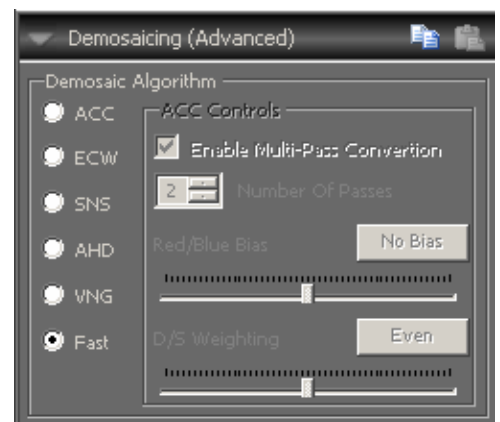 Demosaicing (Advanced)
Demosaic Algorithm
ACC
ECW
SNS
AHD
VNG
Fast
ACC Controls
Enable Multi-Pass Convertion
2 Number Of Passes
Red/Blue Bias No Bias
D/S Weighting Even